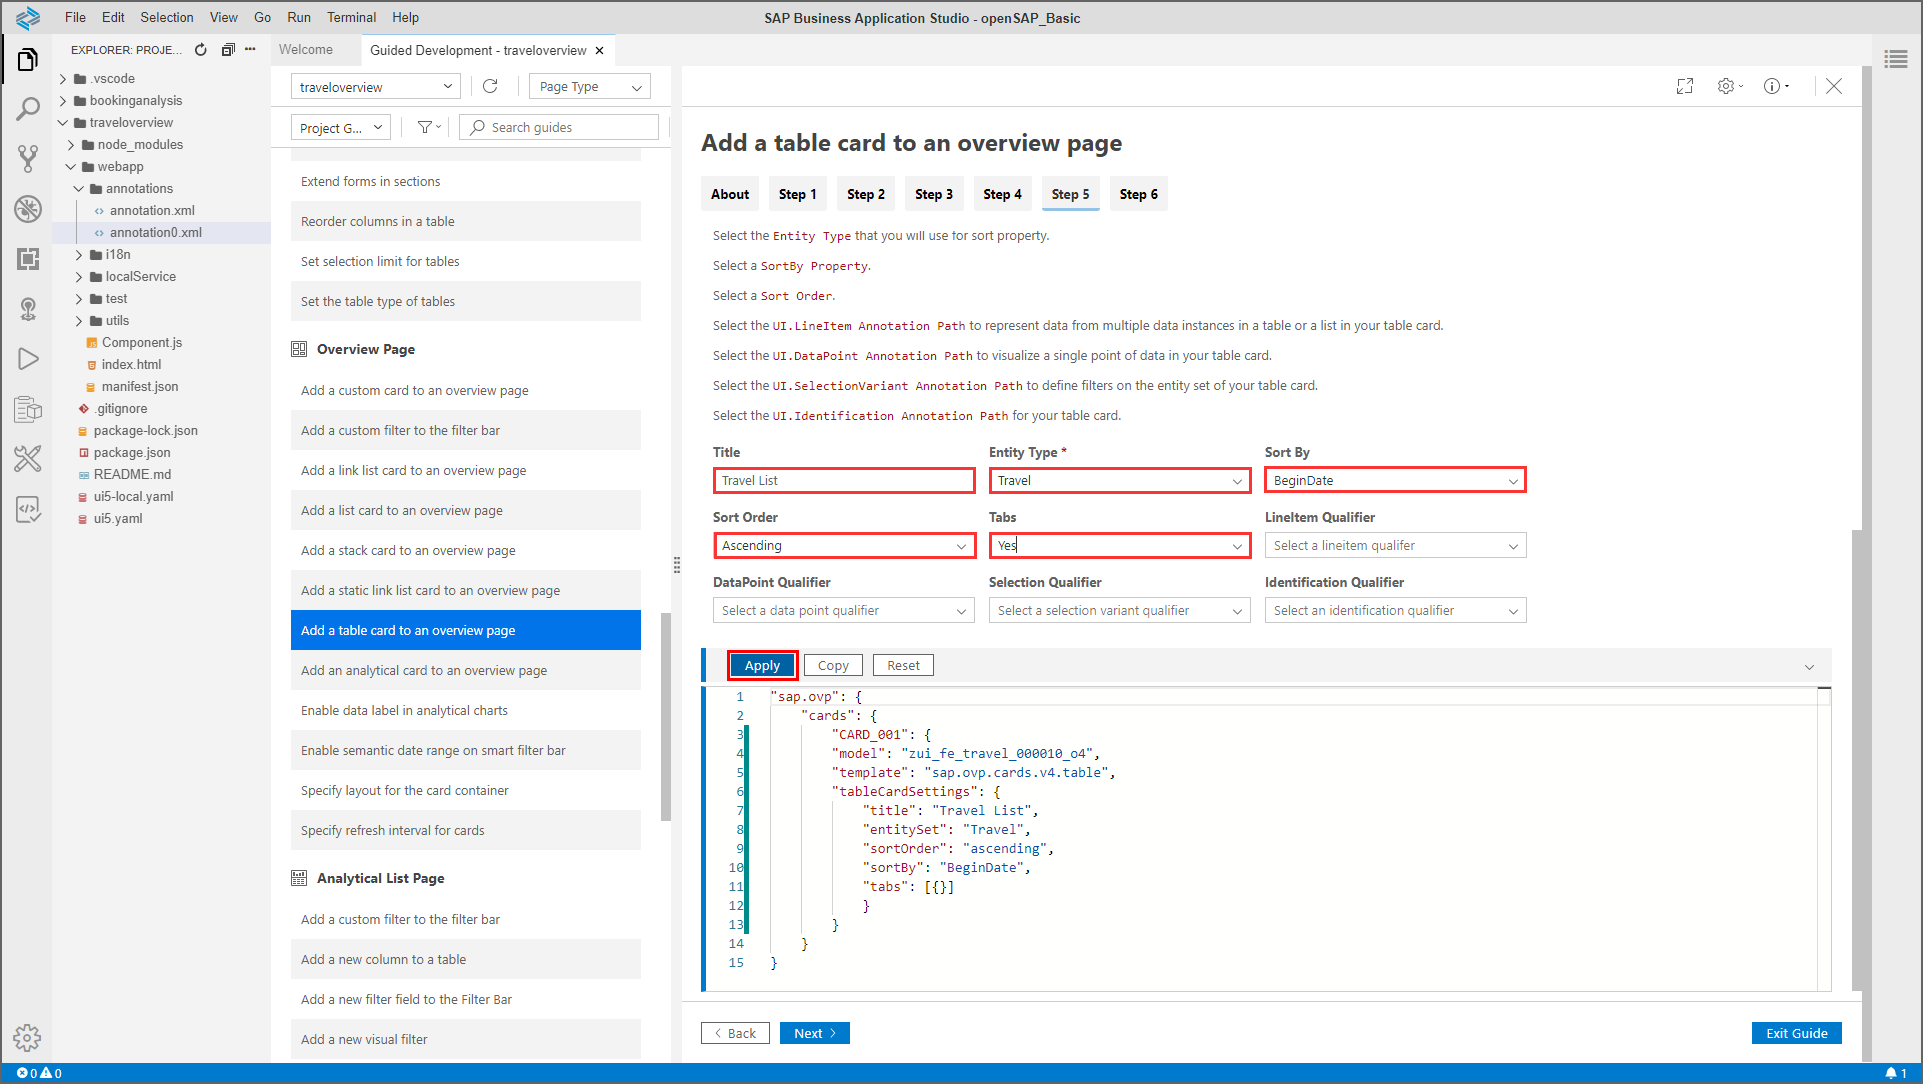 File Edit Selection View Go Run Terminal Help
SAP Business Application Studio - openSAP_Basic
EXPLORER: PROJE...
.vscode
bookinganalysis
traveloverview
node_modules
webapp
annotations
annotation.xml
annotation0.xml
i18n
localService
test
utils
Component.js
index.html
manifest.json
.gitignore
package-lock.json
package.json
README.md
ui5-local.yaml
ui5.yaml
Welcome
Guided Development - traveloverview
traveloverview
Page Type
Project G...
Search guides
Extend forms in sections
Reorder columns in a table
Set selection limit for tables
Set the table type of tables
Overview Page
Add a custom card to an overview page
Add a custom filter to the filter bar
Add a link list card to an overview page
Add a list card to an overview page
Add a stack card to an overview page
Add a static link list card to an overview page
Add a table card to an overview page
Add an analytical card to an overview page
Enable data label in analytical charts
Enable semantic date range on smart filter bar
Specify layout for the card container
Specify refresh interval for cards
Analytical List Page
Add a custom filter to the filter bar
Add a new column to a table
Add a new filter field to the Filter Bar
Add a new visual filter
Add a table card to an overview page
About Step 1 Step 2 Step 3 Step 4 Step 5 Step 6
Select the Entity Type that you will use for sort property.
Select a SortBy Property.
Select a Sort Order.
Select the UI.LineItem Annotation Path to represent data from multiple data instances in a table or a list in your table card.
Select the UI.DataPoint Annotation Path to visualize a single point of data in your table card.
Select the UI.SelectionVariant Annotation Path to define filters on the entity set of your table card.
Select the UI.Identification Annotation Path for your table card.
Title Entity Type * Sort By
Travel List Travel BeginDate
Sort Order Tabs LineItem Qualifier
Ascending Yes Select a lineitem qualifer
DataPoint Qualifier Selection Qualifier Identification Qualifier
Select a data point qualifier Select a selection variant qualifier Select an identification qualifier
Apply Copy Reset
1 "sap.ovp": {
2 "cards": {
3 "CARD_001": {
4 "model": "zui_fe_travel_000010_o4",
5 "template": "sap.ovp.cards.v4.table",
6 "tableCardSettings": {
7 "title": "Travel List",
8 "entitySet": "Travel",
9 "sortOrder": "ascending",
10 "sortBy": "BeginDate",
11 "tabs": [{}]
12 }
13 }
14 }
15 }
Back Next Exit Guide
0 0
1